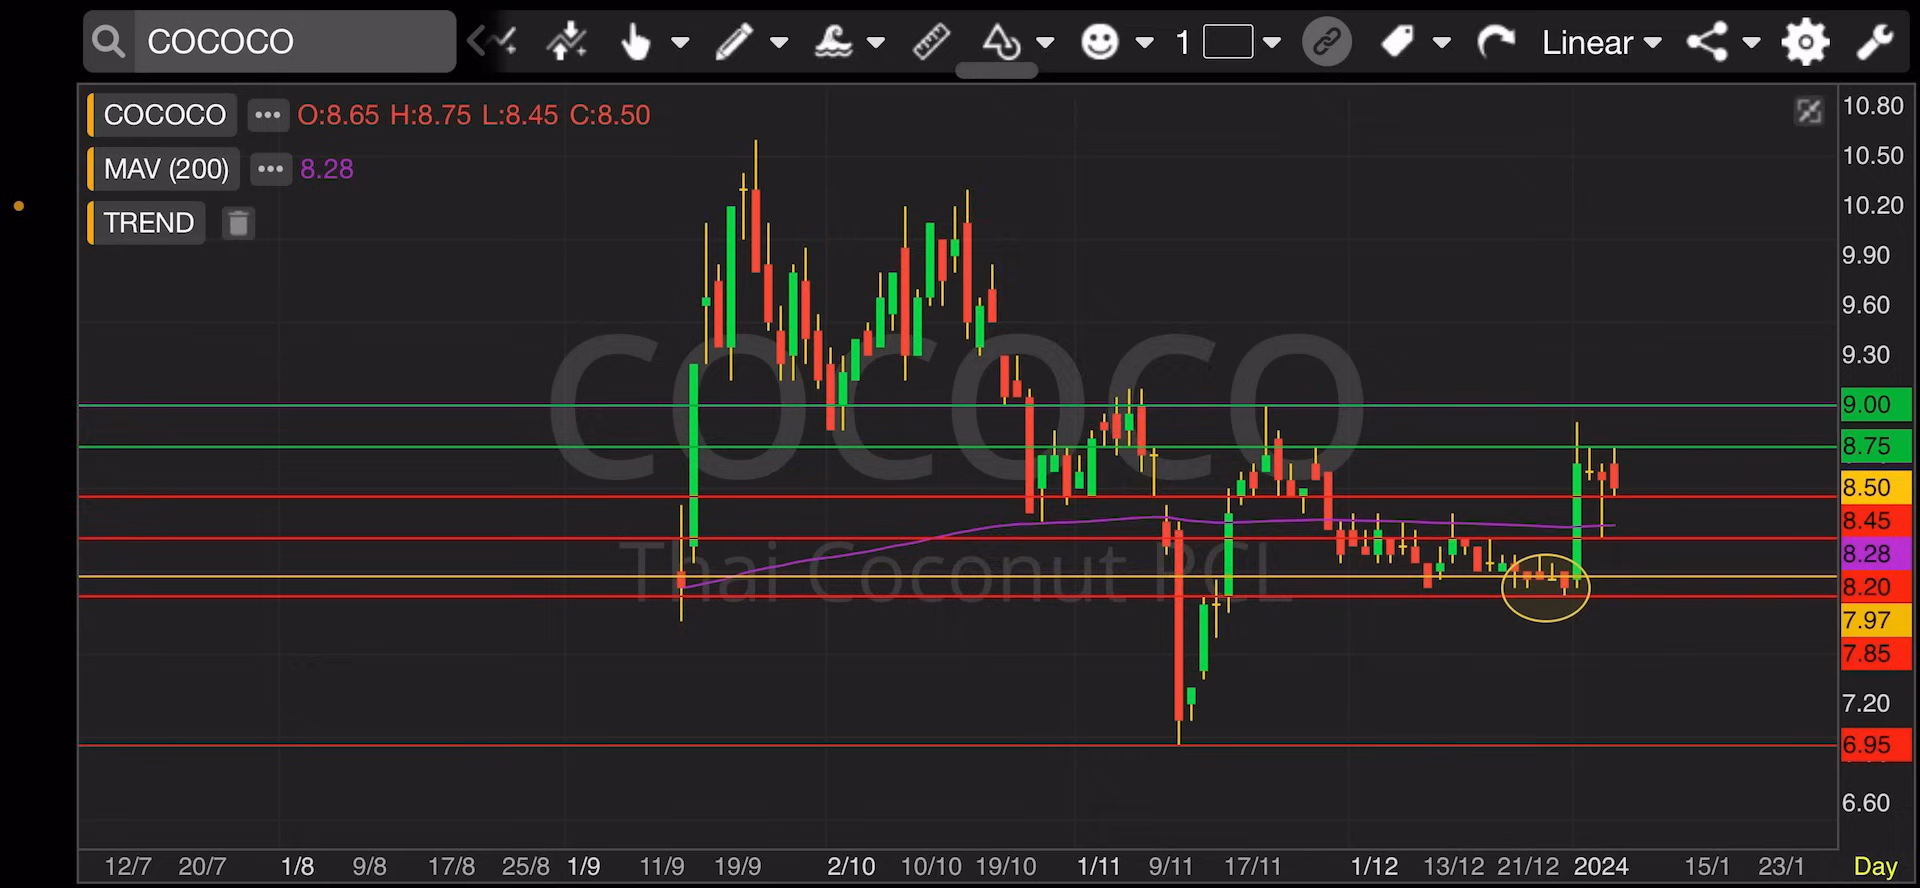 COCOCO
1
Linear
COCOCO
O:8.65 H:8.75 L:8.45 C:8.50
MAV (200)
8.28
TREND
COCOCO
Thai Coconut PCL
10.80
10.50
10.20
9.90
9.60
9.30
9.00
8.75
8.50
8.45
8.28
8.20
7.97
7.85
7.20
6.95
6.60
12/7 20/7 1/8 9/8 17/8 25/8 1/9 11/9 19/9 2/10 10/10 19/10 1/11 9/11 17/11 1/12 13/12 21/12 2024 15/1 23/1 Day